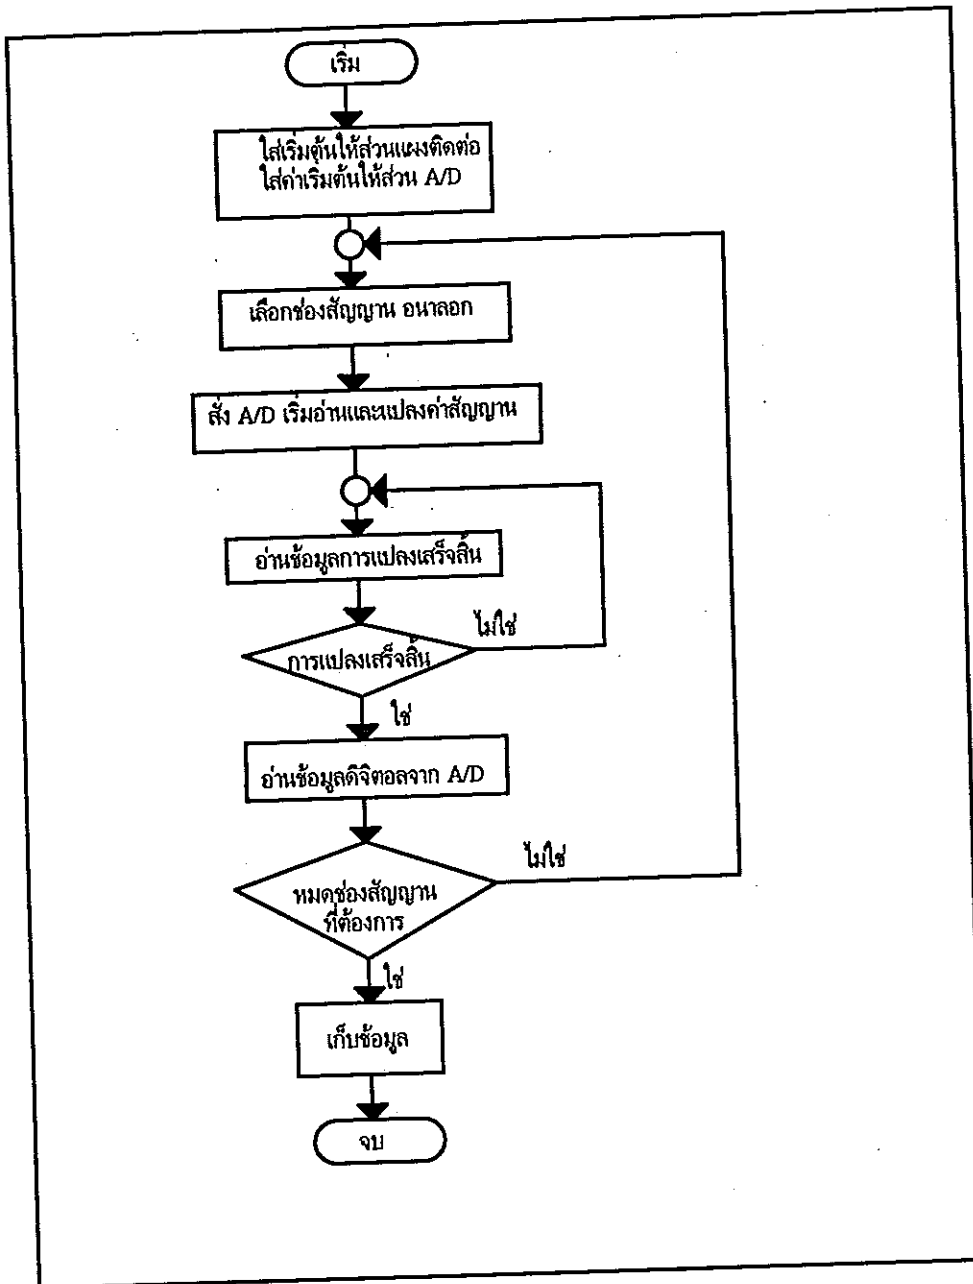 เริ่ม
ใส่เริ่มต้นให้ส่วนแผงติดต่อ
ใส่ค่าเริ่มต้นให้ส่วน A/D
เลือกช่องสัญญาน อนาลอก
สั่ง A/D เริ่มอ่านและแปลงค่าสัญญาน
อ่านข้อมูลการแปลงเสร็จสิ้น
ไม่ใช่
การแปลงเสร็จสิ้น
ใช่
อ่านข้อมูลดิจิตอลจาก A/D
ไม่ใช่
หมดช่องสัญญาน
ที่ต้องการ
ใช่
เก็บข้อมูล
จบ